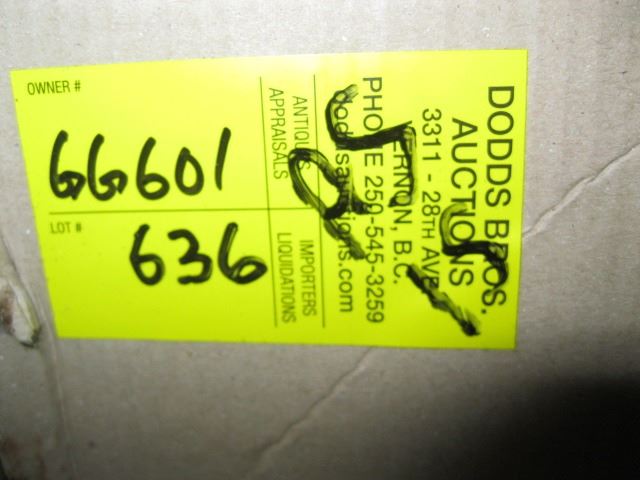 DODDS BROS.
AUCTIONS
3311 - 28TH AVE
VERNON, B.C.
PHONE 250-545-3259
doddsauctions.com
ANTIQUES
APPRAISALS
IMPORTERS
LIQUIDATIONS
OWNER #
GG601
LOT #
636